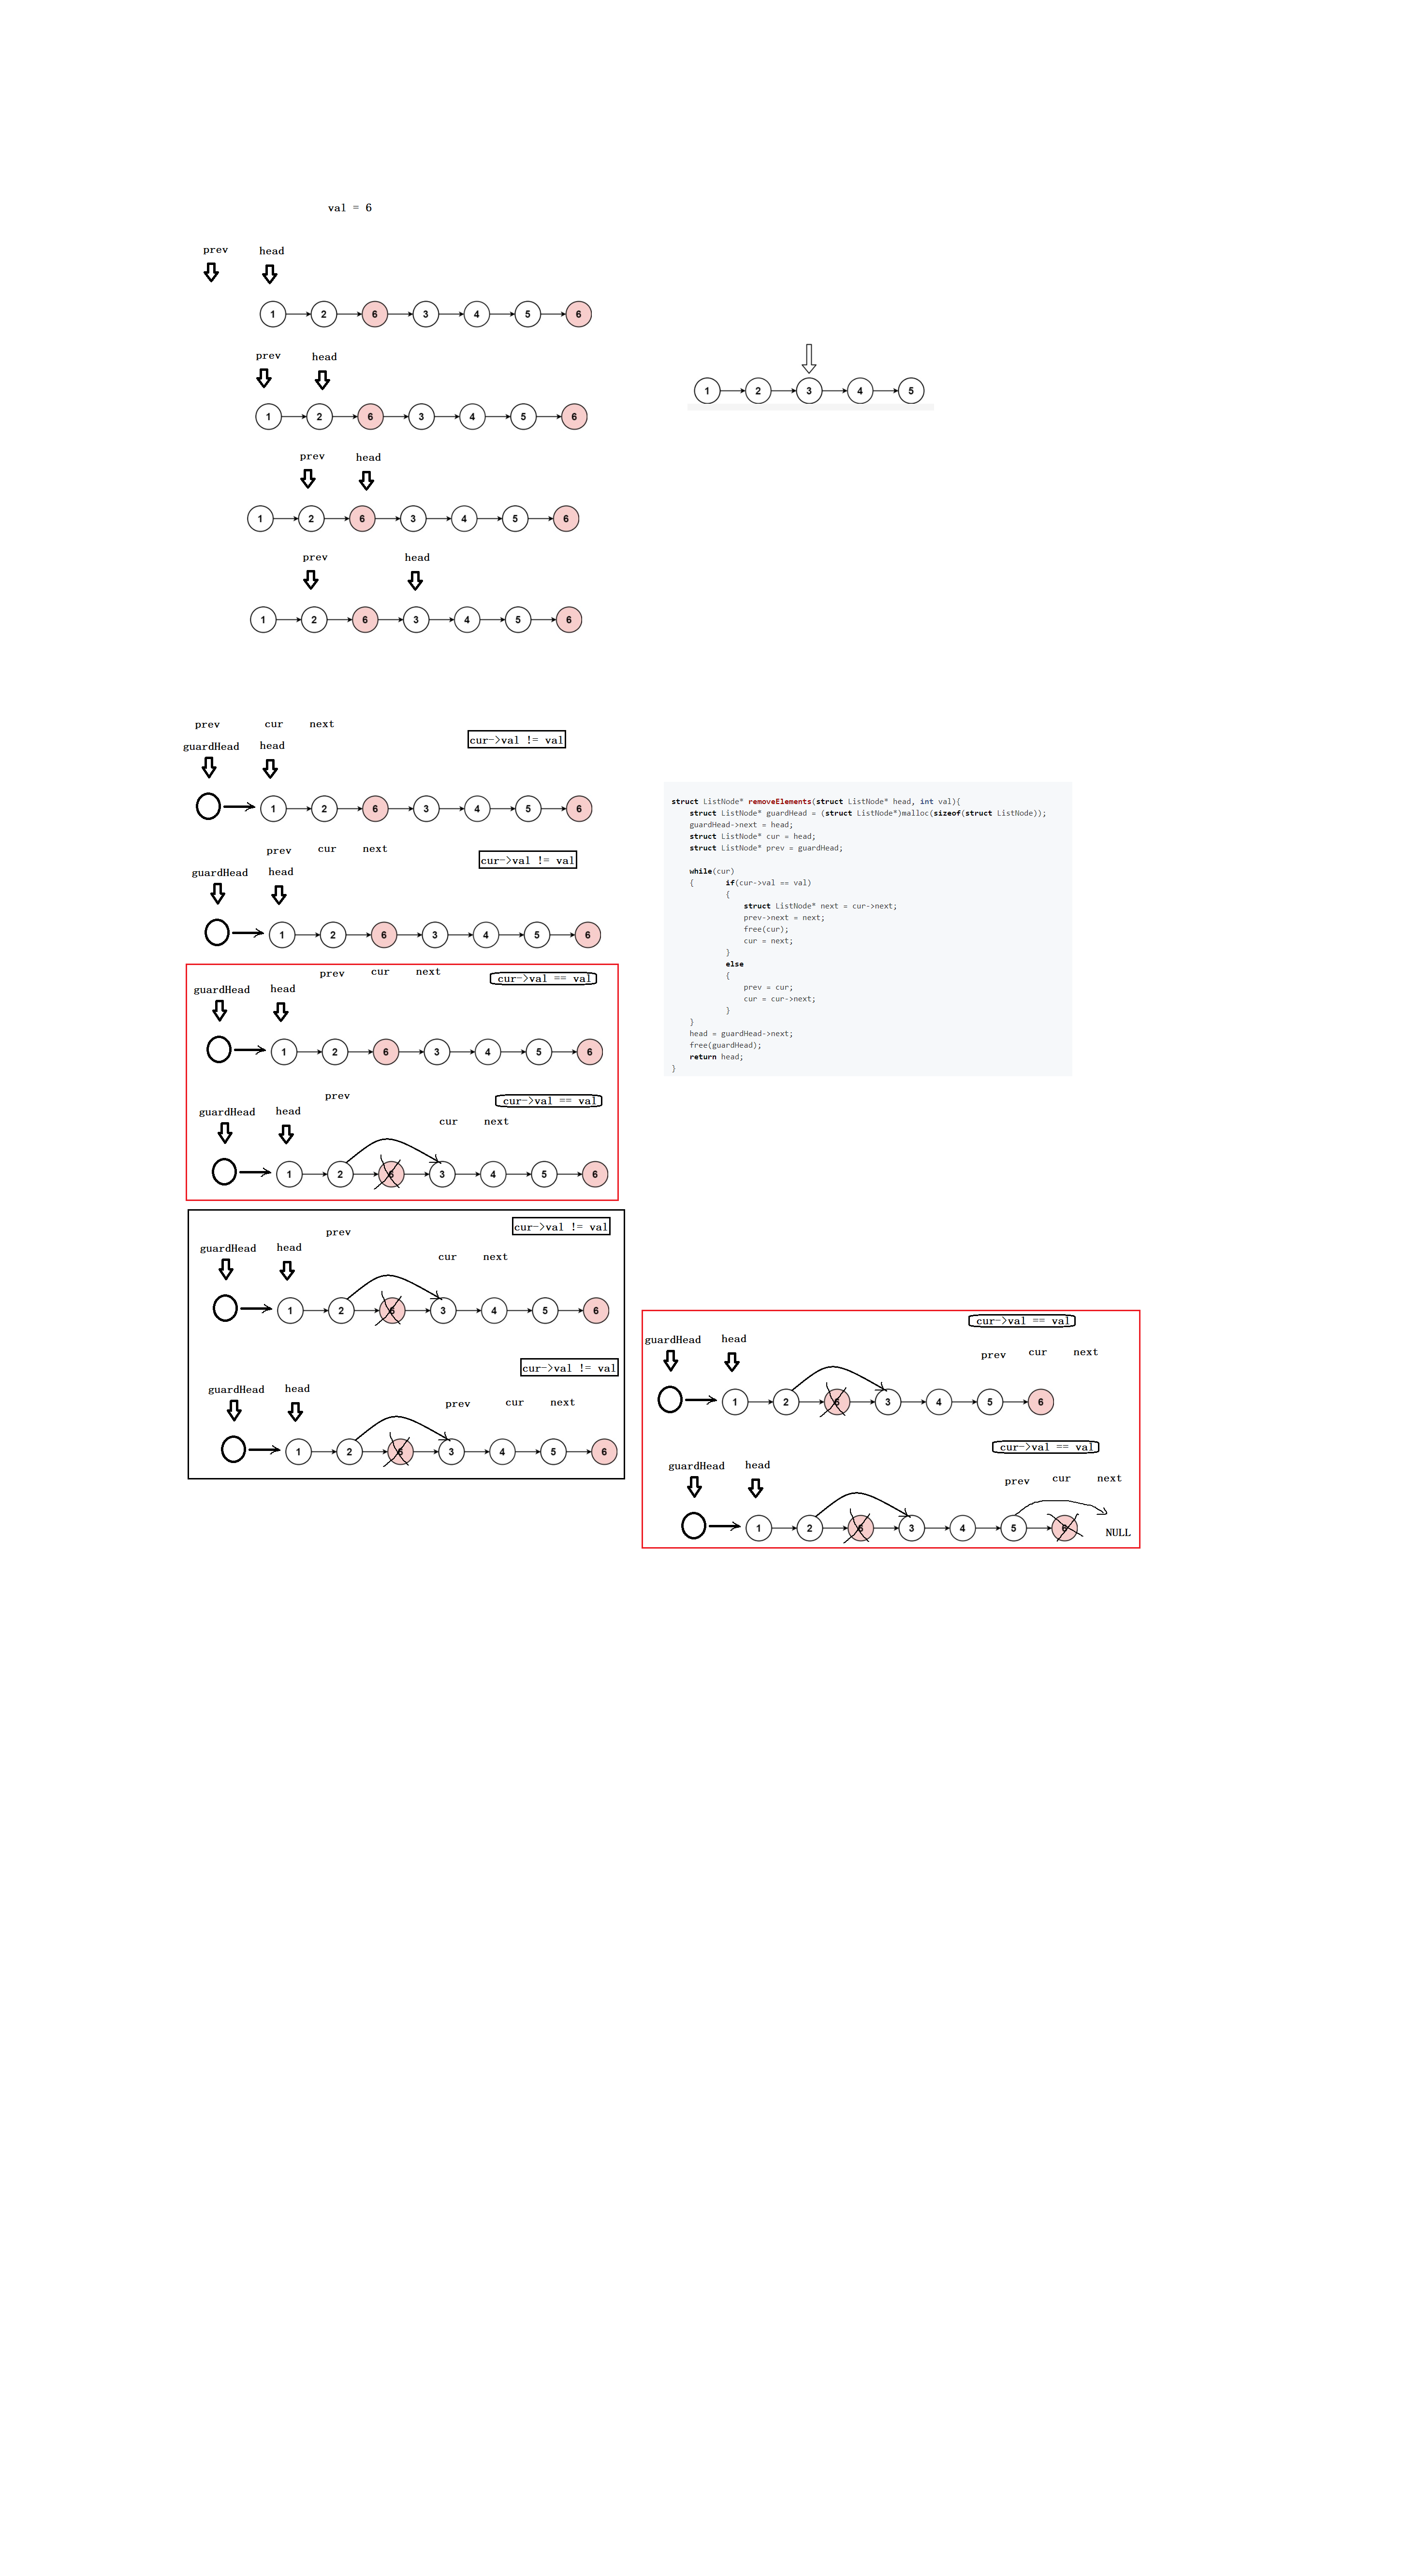 val = 6
prev head
1 2 6 3 4 5 6
prev head
1 2 6 3 4 5 6
prev head
1 2 6 3 4 5 6
prev head
1 2 6 3 4 5 6
1 2 3 4 5
prev cur next
cur->val != val
guardHead head
1 2 6 3 4 5 6
prev cur next
cur->val != val
guardHead head
1 2 6 3 4 5 6
prev cur next
cur->val == val
guardHead head
1 2 6 3 4 5 6
prev
cur->val == val
guardHead head
cur next
1 2 6 3 4 5 6
cur->val != val
prev
guardHead head
cur next
1 2 6 3 4 5 6
cur->val != val
guardHead head
prev cur next
1 2 6 3 4 5 6
struct ListNode* removeElements(struct ListNode* head, int val){
struct ListNode* guardHead = (struct ListNode*)malloc(sizeof(struct ListNode));
guardHead->next = head;
struct ListNode* cur = head;
struct ListNode* prev = guardHead;
while(cur)
{ if(cur->val == val)
{
struct ListNode* next = cur->next;
prev->next = next;
free(cur);
cur = next;
}
else
{
prev = cur;
cur = cur->next;
}
}
head = guardHead->next;
free(guardHead);
return head;
}
cur->val == val
guardHead head
prev cur next
1 2 6 3 4 5 6
cur->val == val
guardHead head
prev cur next
1 2 6 3 4 5 6
NULL